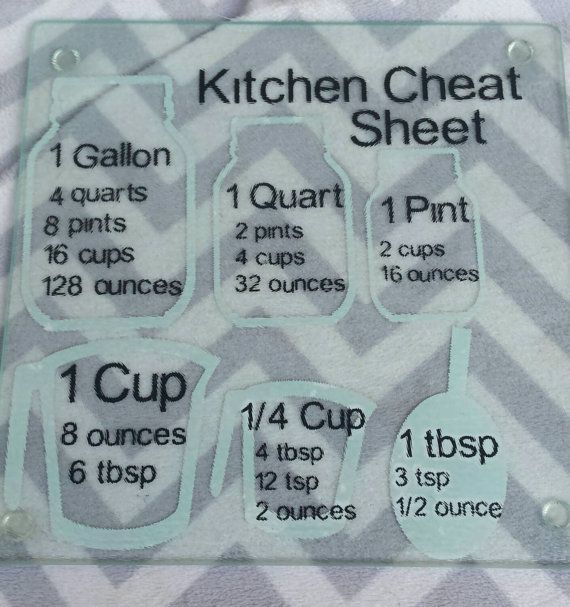 Kitchen Cheat
Sheet
1 Gallon
4 quarts
8 pints
16 cups
128 ounces
1 Quart
2 pints
4 cups
32 ounces
1 Pint
2 cups
16 ounces
1 Cup
8 ounces
6 tbsp
1/4 Cup
4 tbsp
12 tsp
2 ounces
1 tbsp
3 tsp
1/2 ounce